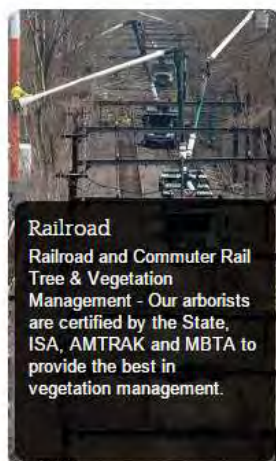 Railroad
Railroad and Commuter Rail
Tree & Vegetation
Management - Our arborists
are certified by the State,
ISA, AMTRAK and MBTA to
provide the best in
vegetation management.